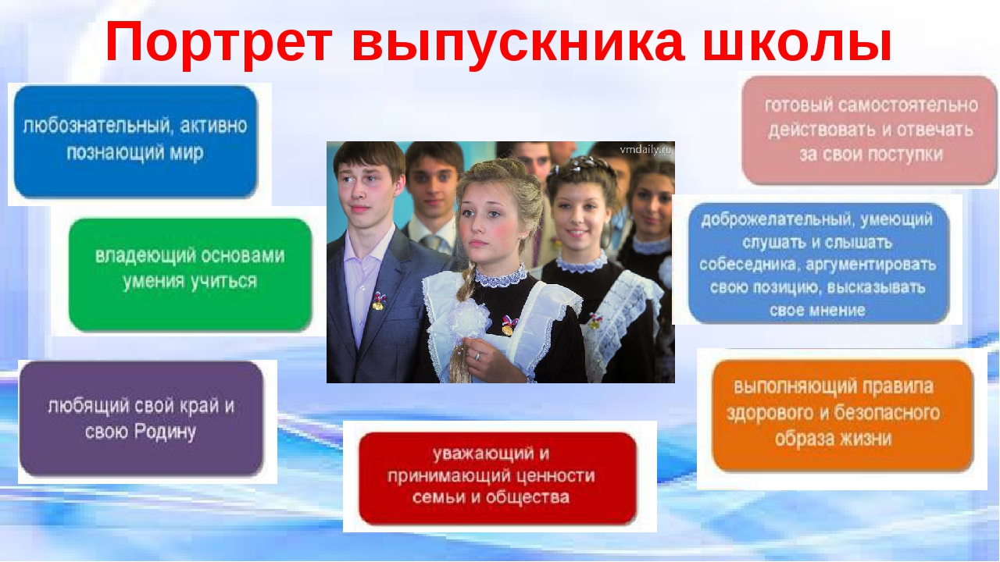 Портрет выпускника школы
любознательный, активно
познающий мир
готовый самостоятельно
действовать и отвечать
за свои поступки
vmdaily.ru
владеющий основами
умения учиться
доброжелательный, умеющий
слушать и слышать
собеседника, аргументировать
свою позицию, высказывать
свое мнение
любящий свой край и
свою Родину
выполняющий правила
здорового и безопасного
образа жизни
уважающий и
принимающий ценности
семьи и общества